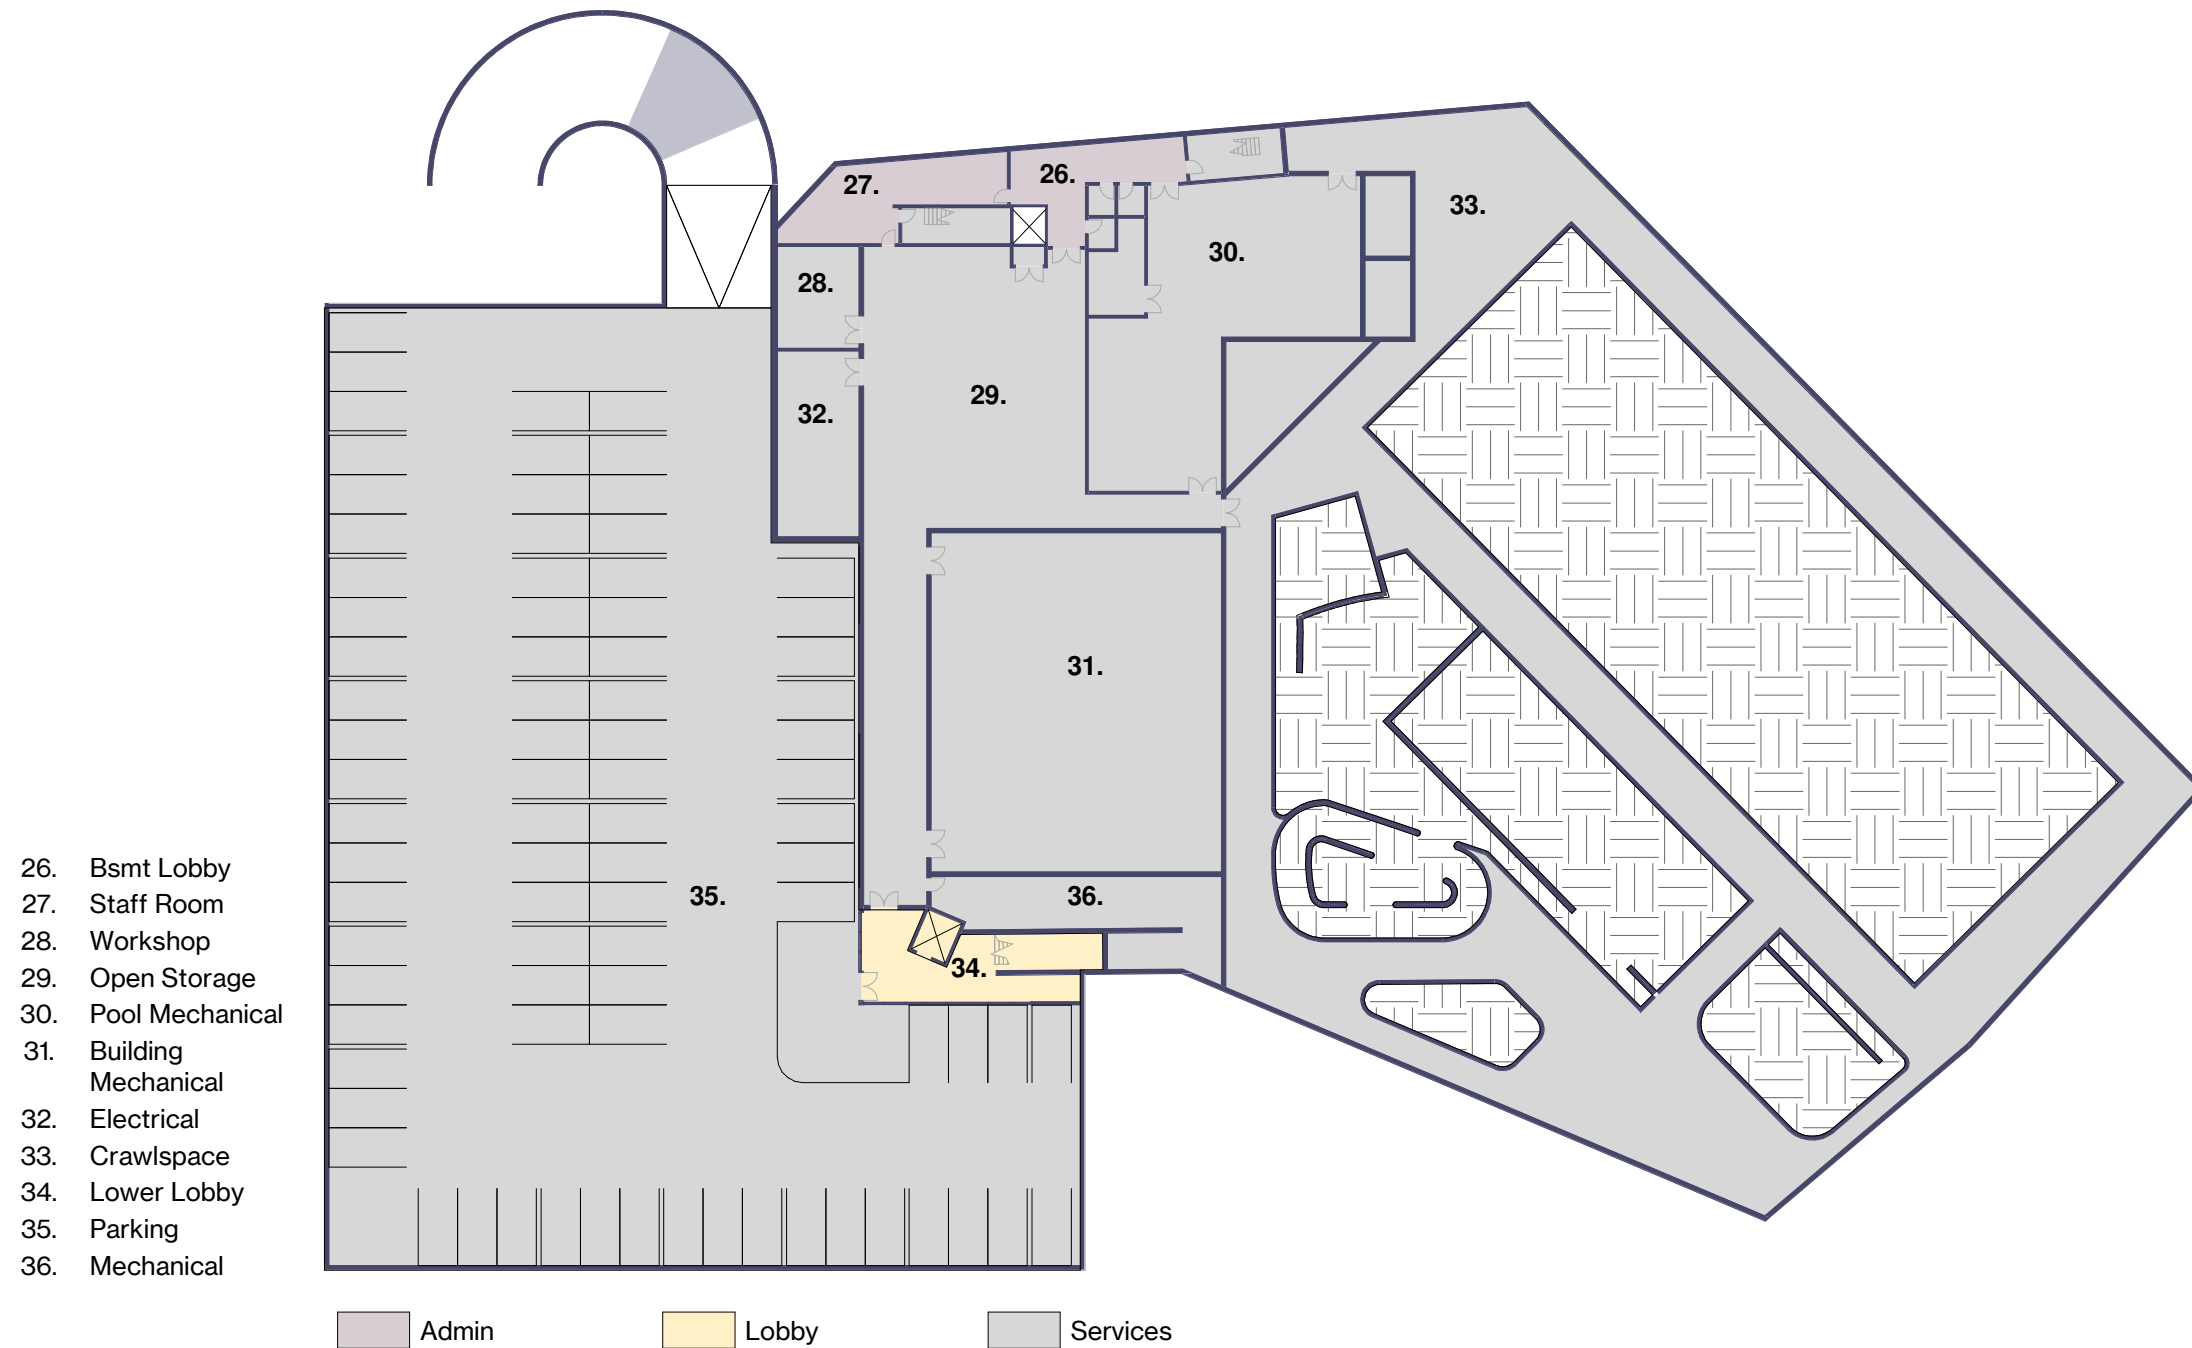 27.
26.
33.
30.
28.
29.
32.
31.
35.
36.
34.
26. Bsmt Lobby
27. Staff Room
28. Workshop
29. Open Storage
30. Pool Mechanical
31. Building
Mechanical
32. Electrical
33. Crawlspace
34. Lower Lobby
35. Parking
36. Mechanical
Admin
Lobby
Services